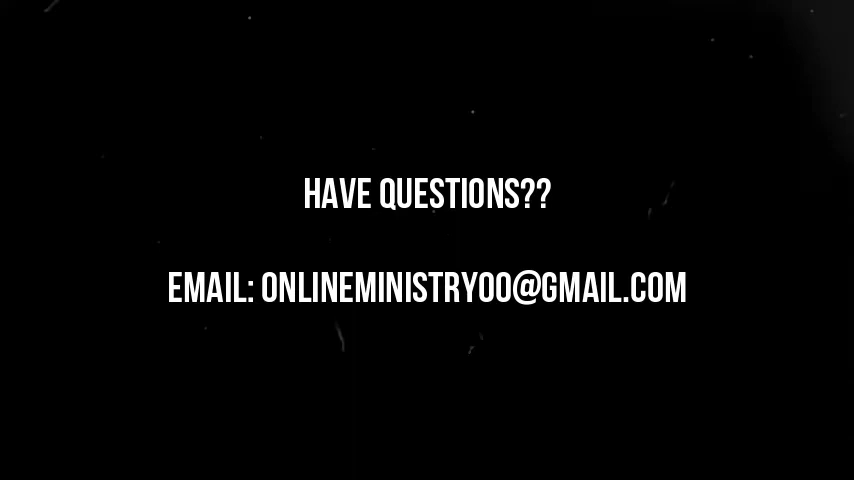 HAVE QUESTIONS??
EMAIL: ONLINEMINISTRY00@GMAIL.COM